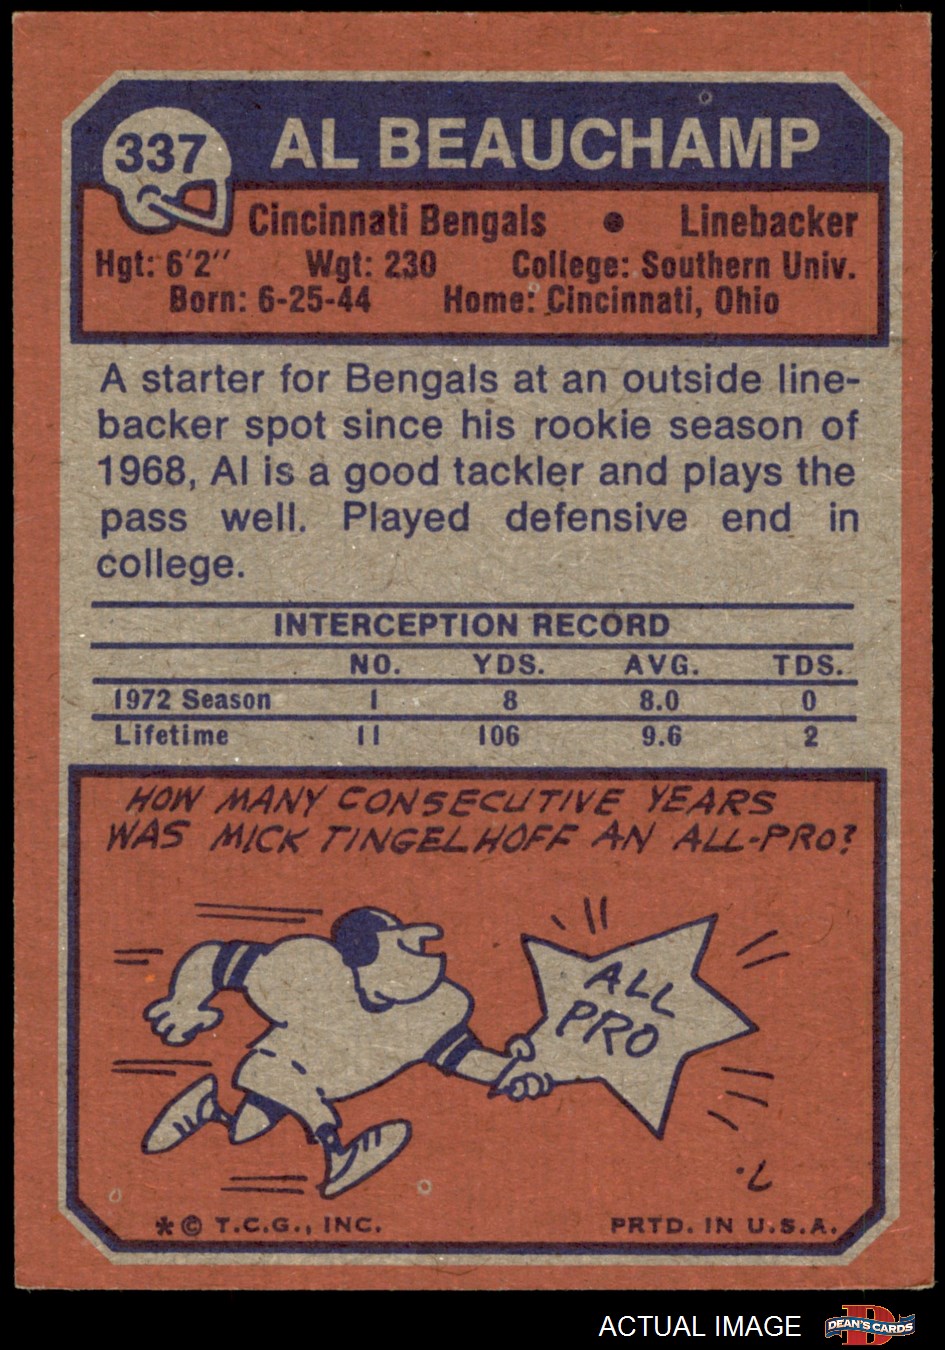 337
AL BEAUCHAMP
Cincinnati Bengals • Linebacker
Hgt: 6'2" Wgt: 230 College: Southern Univ.
Born: 6-25-44 Home: Cincinnati, Ohio
A starter for Bengals at an outside line-
backer spot since his rookie season of
1968, Al is a good tackler and plays the
pass well. Played defensive end in
college.
INTERCEPTION RECORD
NO. YDS. AVG. TDS.
1972 Season 1 8 8.0 0
Lifetime 11 106 9.6 2
HOW MANY CONSECUTIVE YEARS
WAS MICK TINGELHOFF AN ALL-PRO?
ALL
PRO
* © T.C.G., INC. PRTD. IN U.S.A.
ACTUAL IMAGE
DEAN'S CARDS